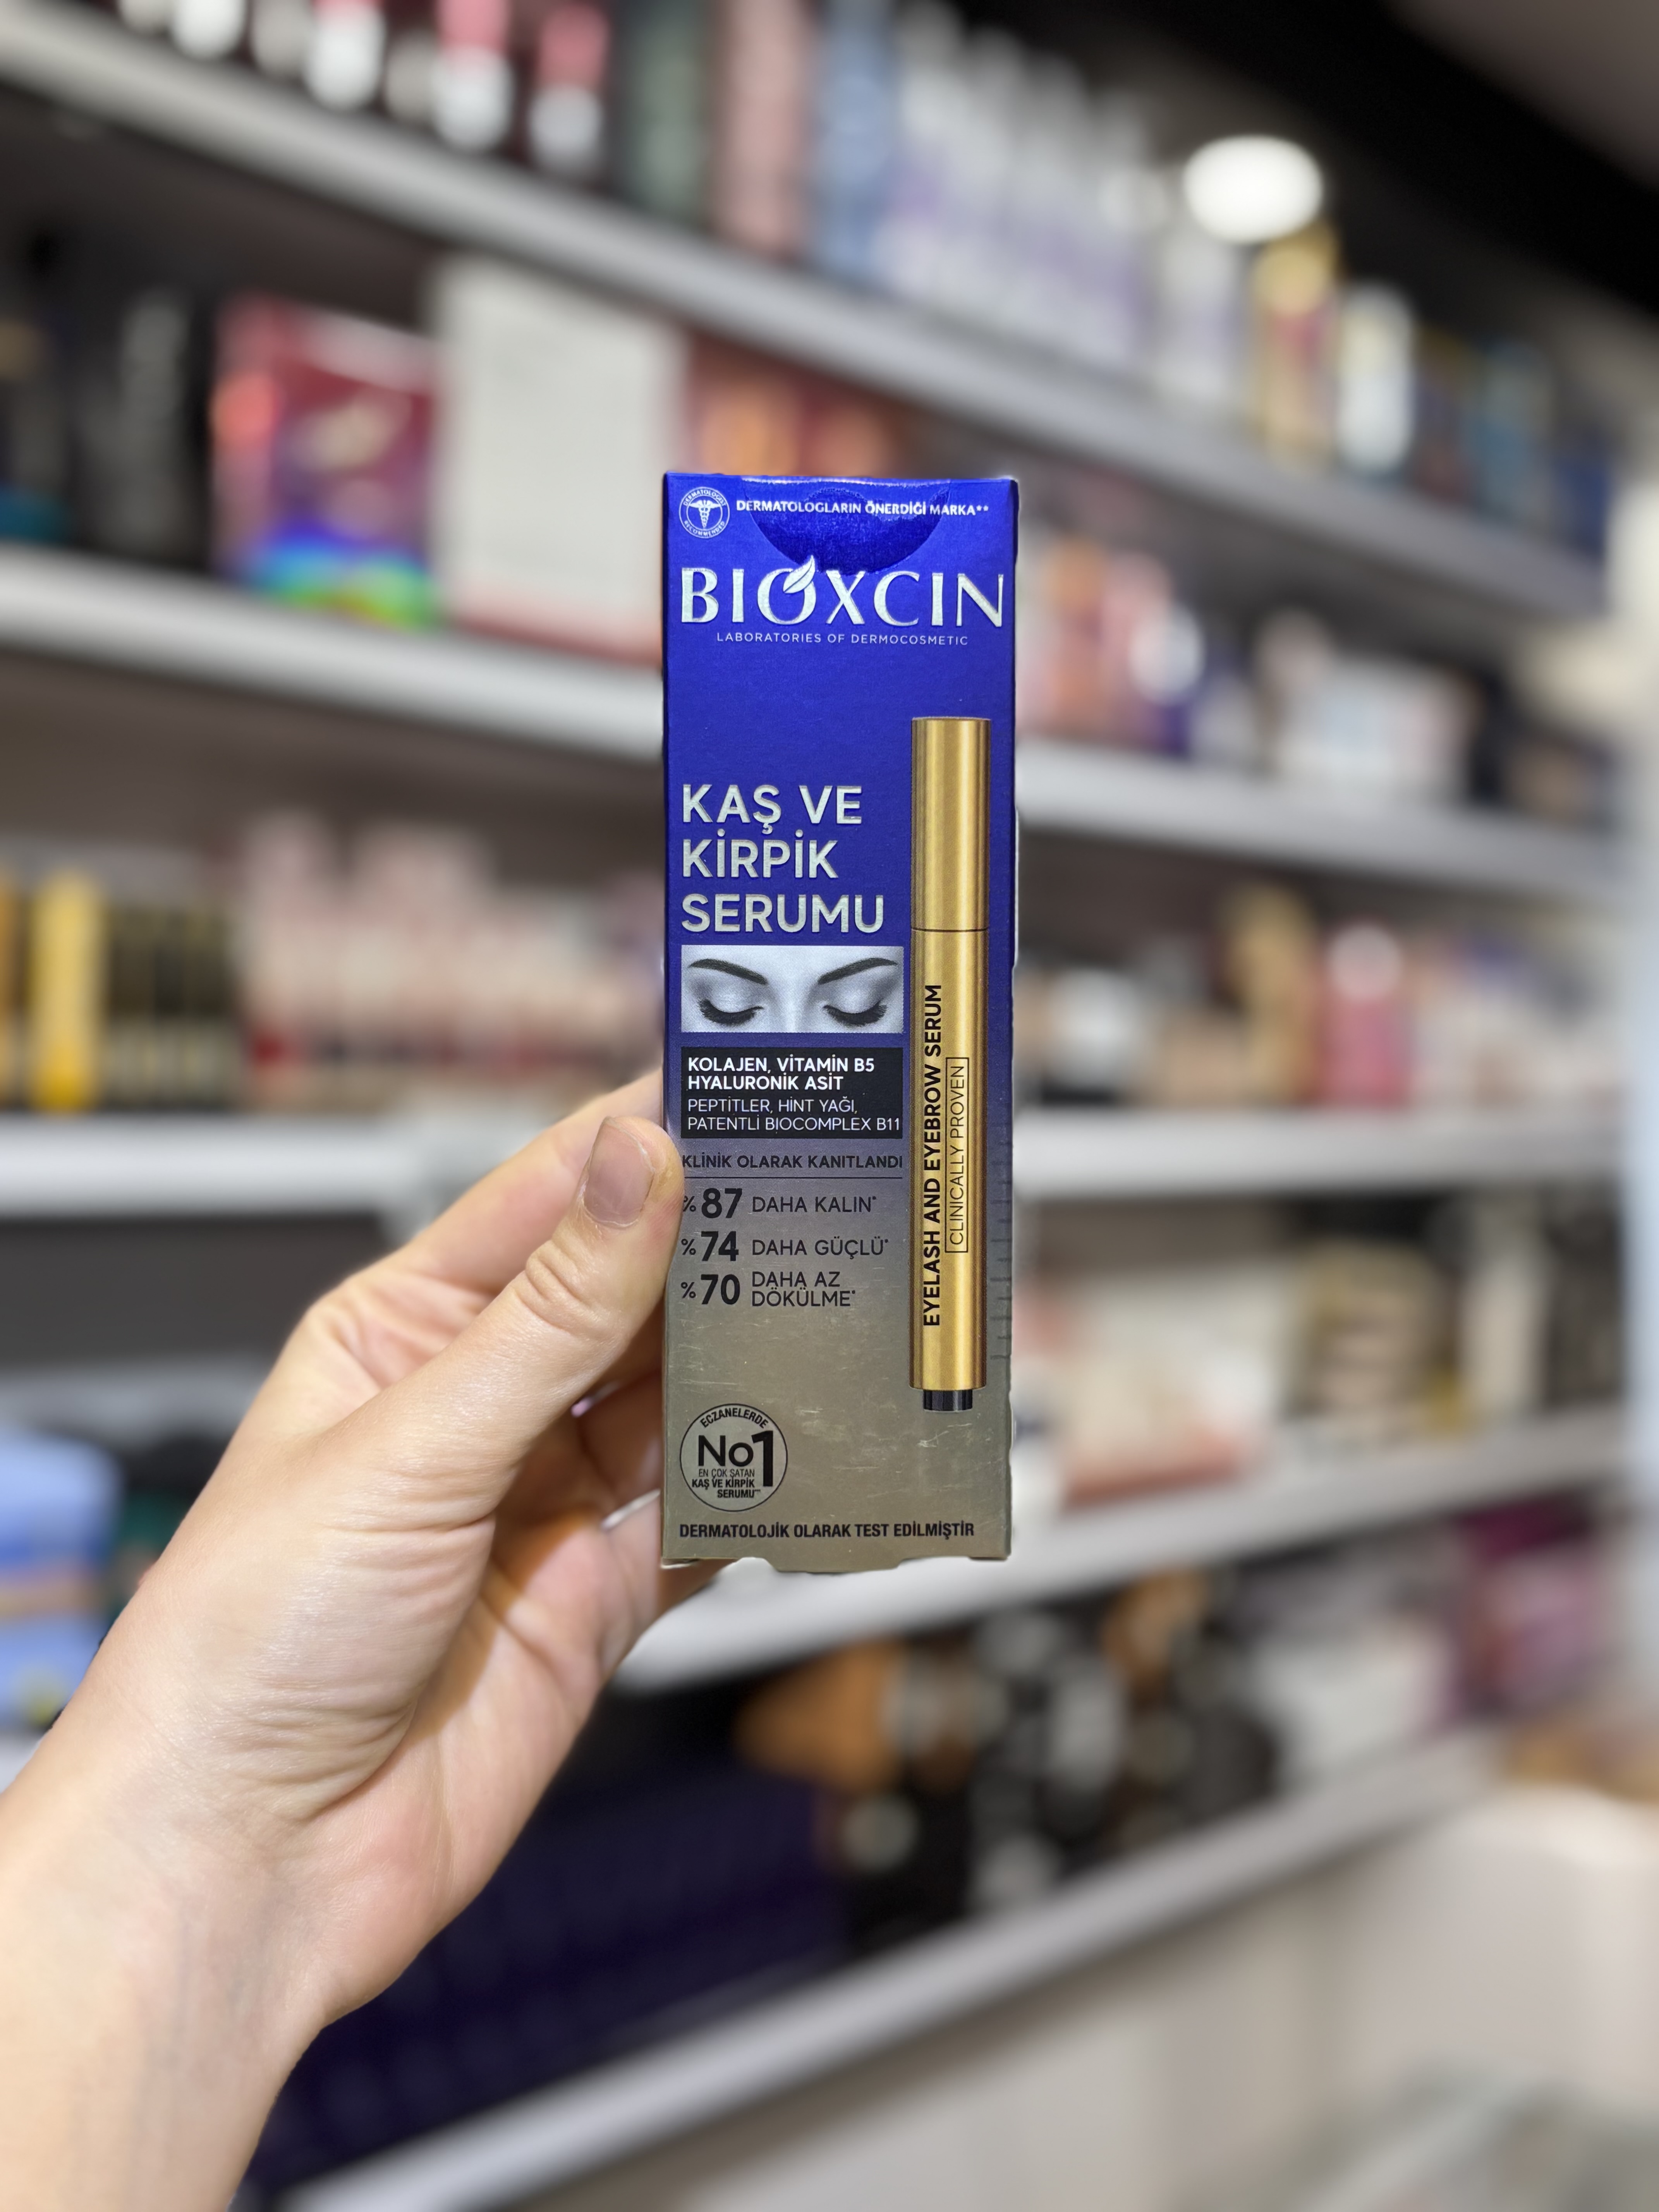 DERMATOLOGIST
RECOMMENDED
DERMATOLOGLARIN ÖNERDİĞİ MARKA**
BIOXCIN
LABORATORIES OF DERMOCOSMETIC
KAŞ VE
KİRPİK
SERUMU
KOLAJEN, VİTAMİN B5
HYALURONİK ASİT
PEPTİTLER, HİNT YAĞI,
PATENTLİ BIOCOMPLEX B11
KLİNİK OLARAK KANITLANDI
%87 DAHA KALIN*
%74 DAHA GÜÇLÜ*
%70 DAHA AZ
DÖKÜLME*
EYELASH AND EYEBROW SERUM
CLINICALLY PROVEN
ECZANELERDE
No1
EN ÇOK SATAN
KAŞ VE KİRPİK
SERUMU***
DERMATOLOJİK OLARAK TEST EDİLMİŞTİR